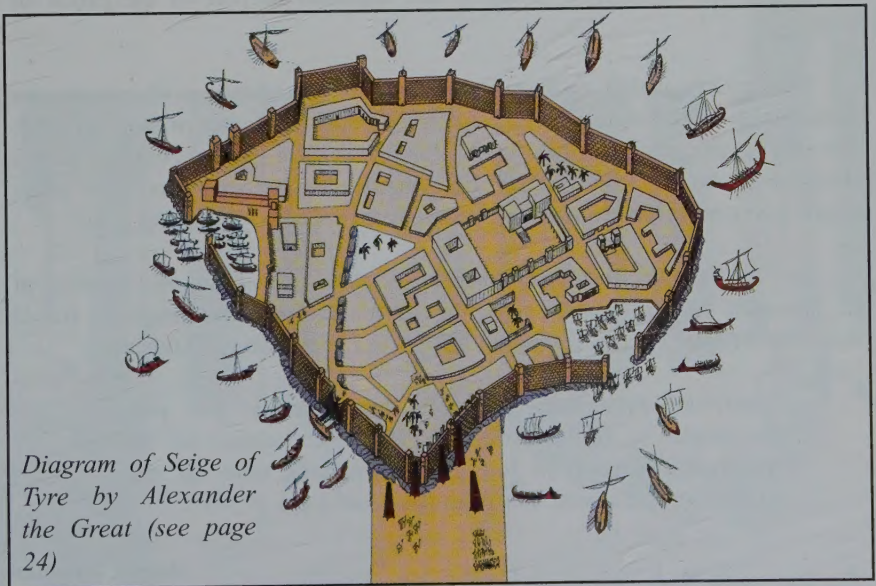 Diagram of Seige of
Tyre by Alexander
the Great (see page
24)